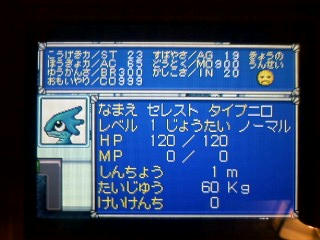 こうげき力/ST 23 すばやさ/AG 19 きょうの
ほうぎょ力/AC 65 どうとく/MO900 うんせい
ゆうかんさ/BR300 かしこさ/IN 20
おもいやり/CO999
なまえ セレスト タイプニロ
レベル 1 じょうたい ノーマル
HP 120/120
MP 0/ 0
しんちょう 1 m
たいじゅう 60 Kg
けいけんち 0